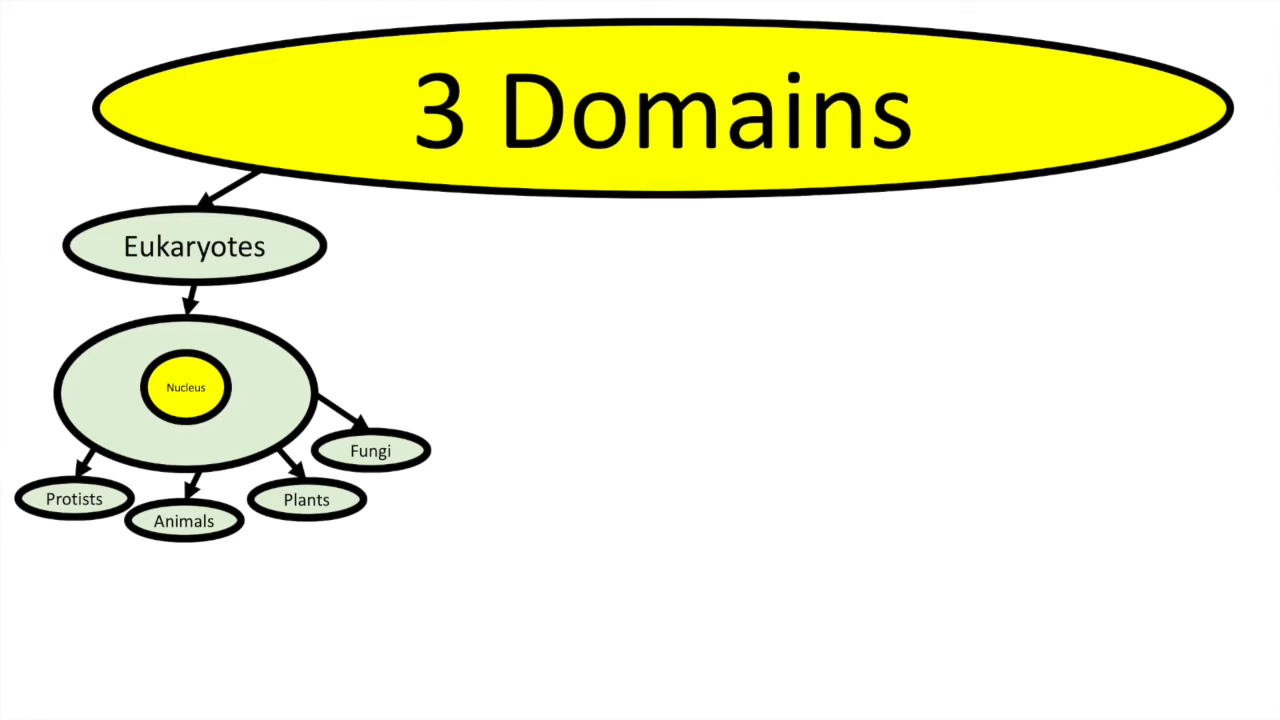 3 Domains
Eukaryotes
Nucleus
Fungi
Protists
Animals
Plants